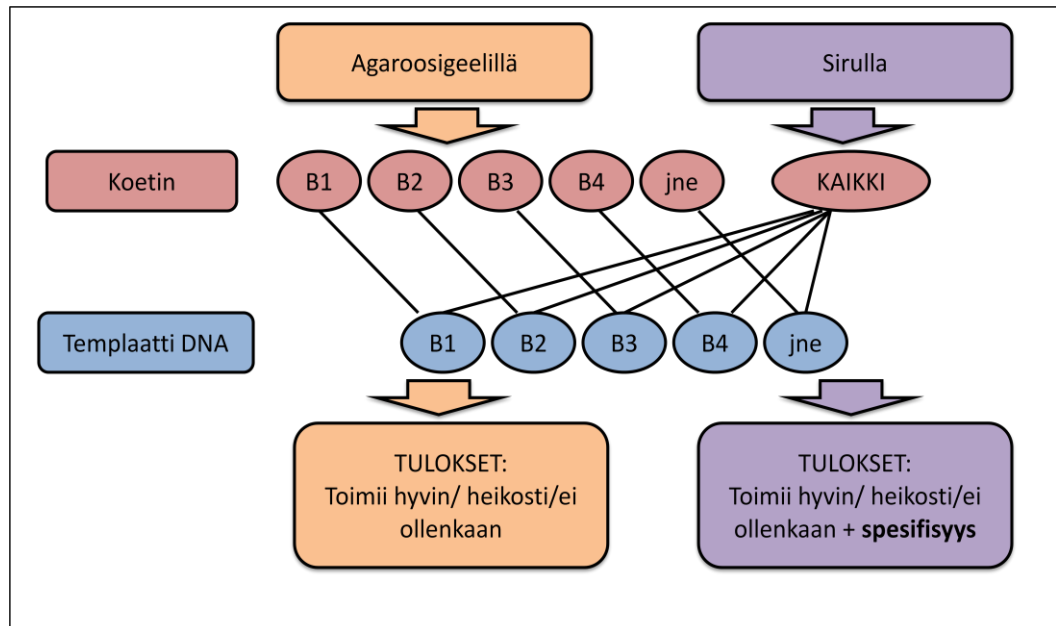 Agaroosigeelillä
Sirulla
Koetin
B1
B2
B3
B4
jne
KAIKKI
Templaatti DNA
B1
B2
B3
B4
jne
TULOKSET:
Toimii hyvin/ heikosti/ei
ollenkaan
TULOKSET:
Toimii hyvin/ heikosti/ei
ollenkaan + spesifisyys